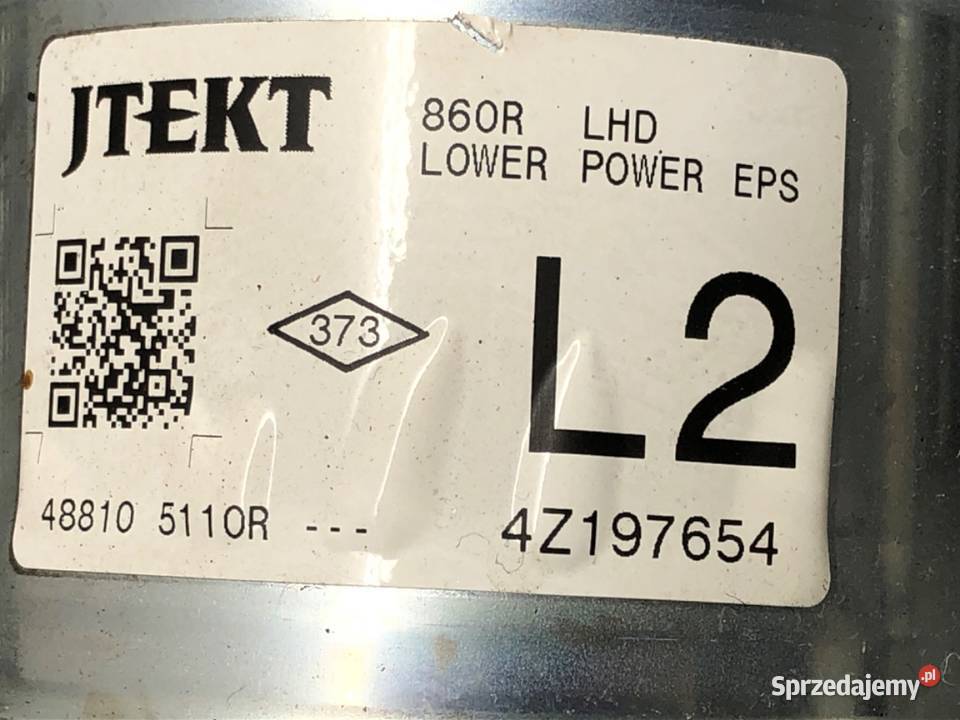 JTEKT
860R LHD
LOWER POWER EPS
373
L2
48810 5110R ---
4Z197654
Sprzedajemy.pl